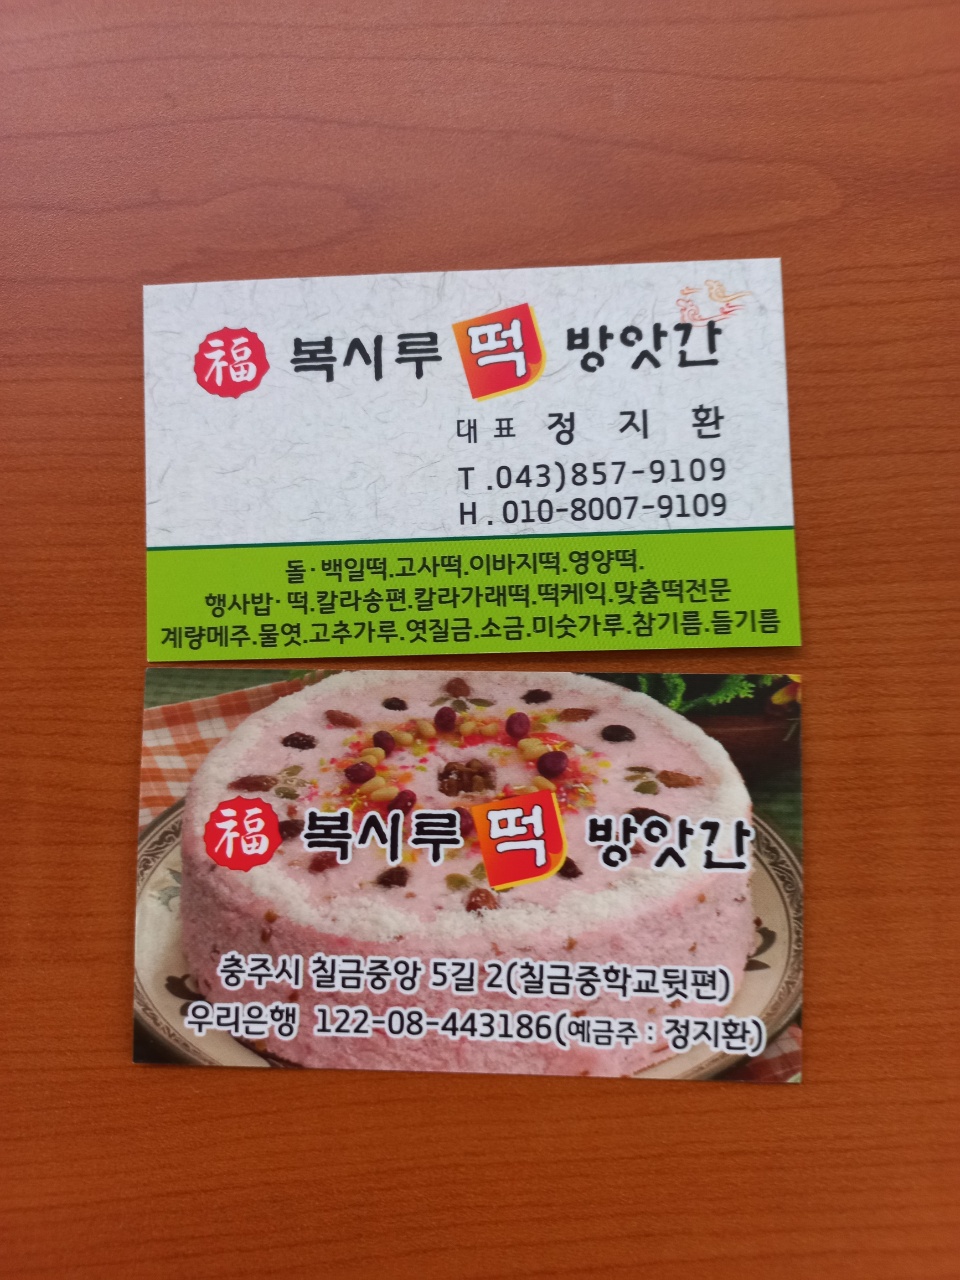 福 복시루 떡 방앗간
대표 정 지 환
T.043)857-9109
H.010-8007-9109
돌·백일떡.고사떡.이바지떡.영양떡.
행사밥·떡.칼라송편.칼라가래떡.떡케익.맞춤떡전문
계량메주.물엿.고추가루.엿질금.소금.미숫가루.참기름.들기름
福 복시루 떡 방앗간
충주시 칠금중앙 5길 2(칠금중학교뒷편)
우리은행 122-08-443186(예금주 : 정지환)